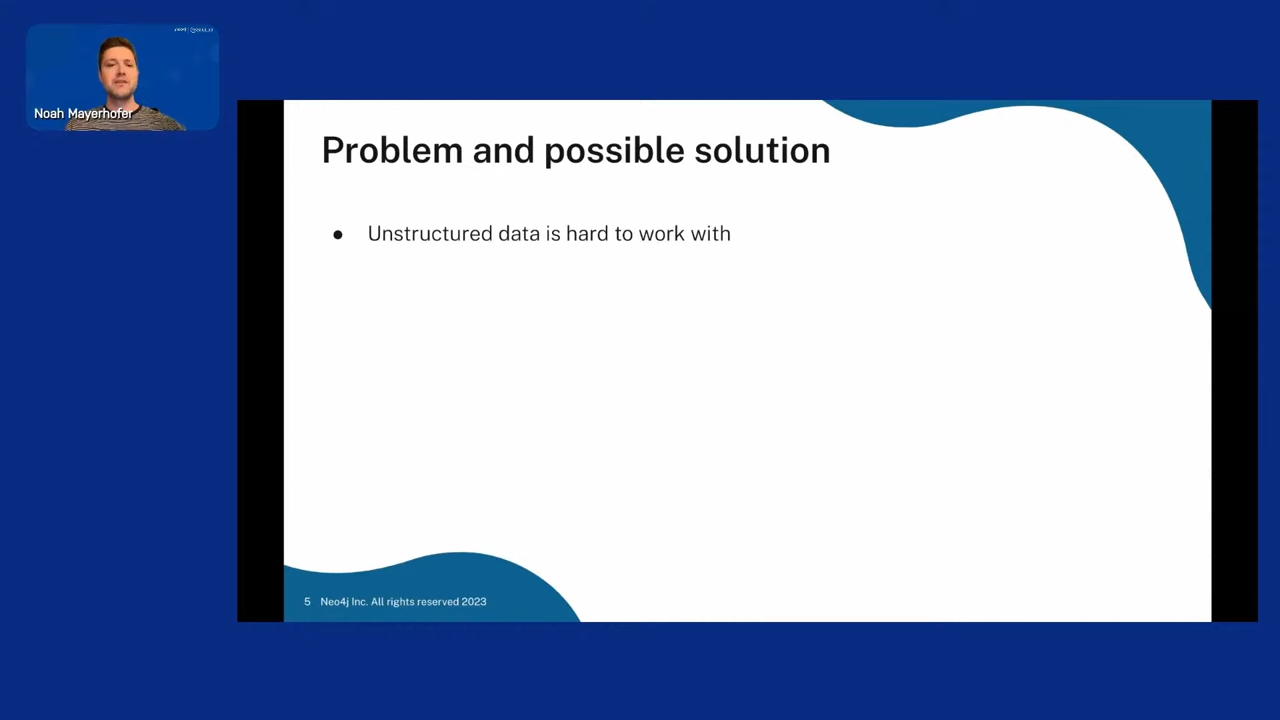 Noah Mayerhofer
Problem and possible solution
● Unstructured data is hard to work with
5 Neo4j Inc. All rights reserved 2023